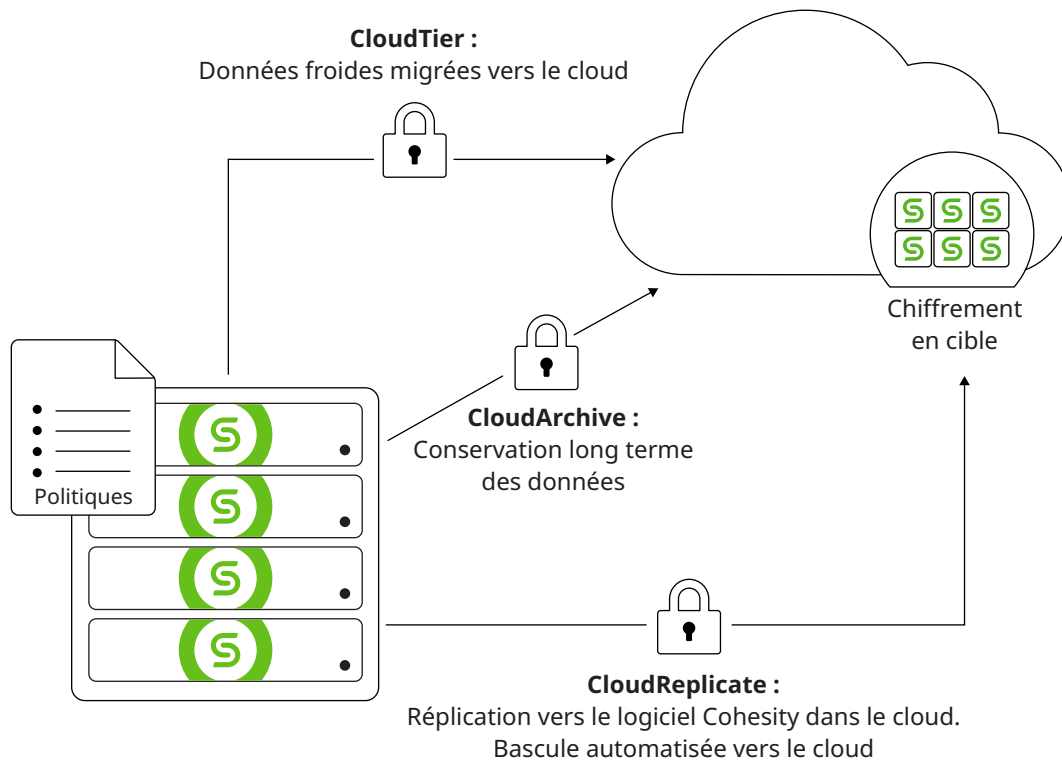 CloudTier :
Données froides migrées vers le cloud
Chiffrement
en cible
CloudArchive :
Conservation long terme
des données
Politiques
CloudReplicate :
Réplication vers le logiciel Cohesity dans le cloud.
Bascule automatisée vers le cloud